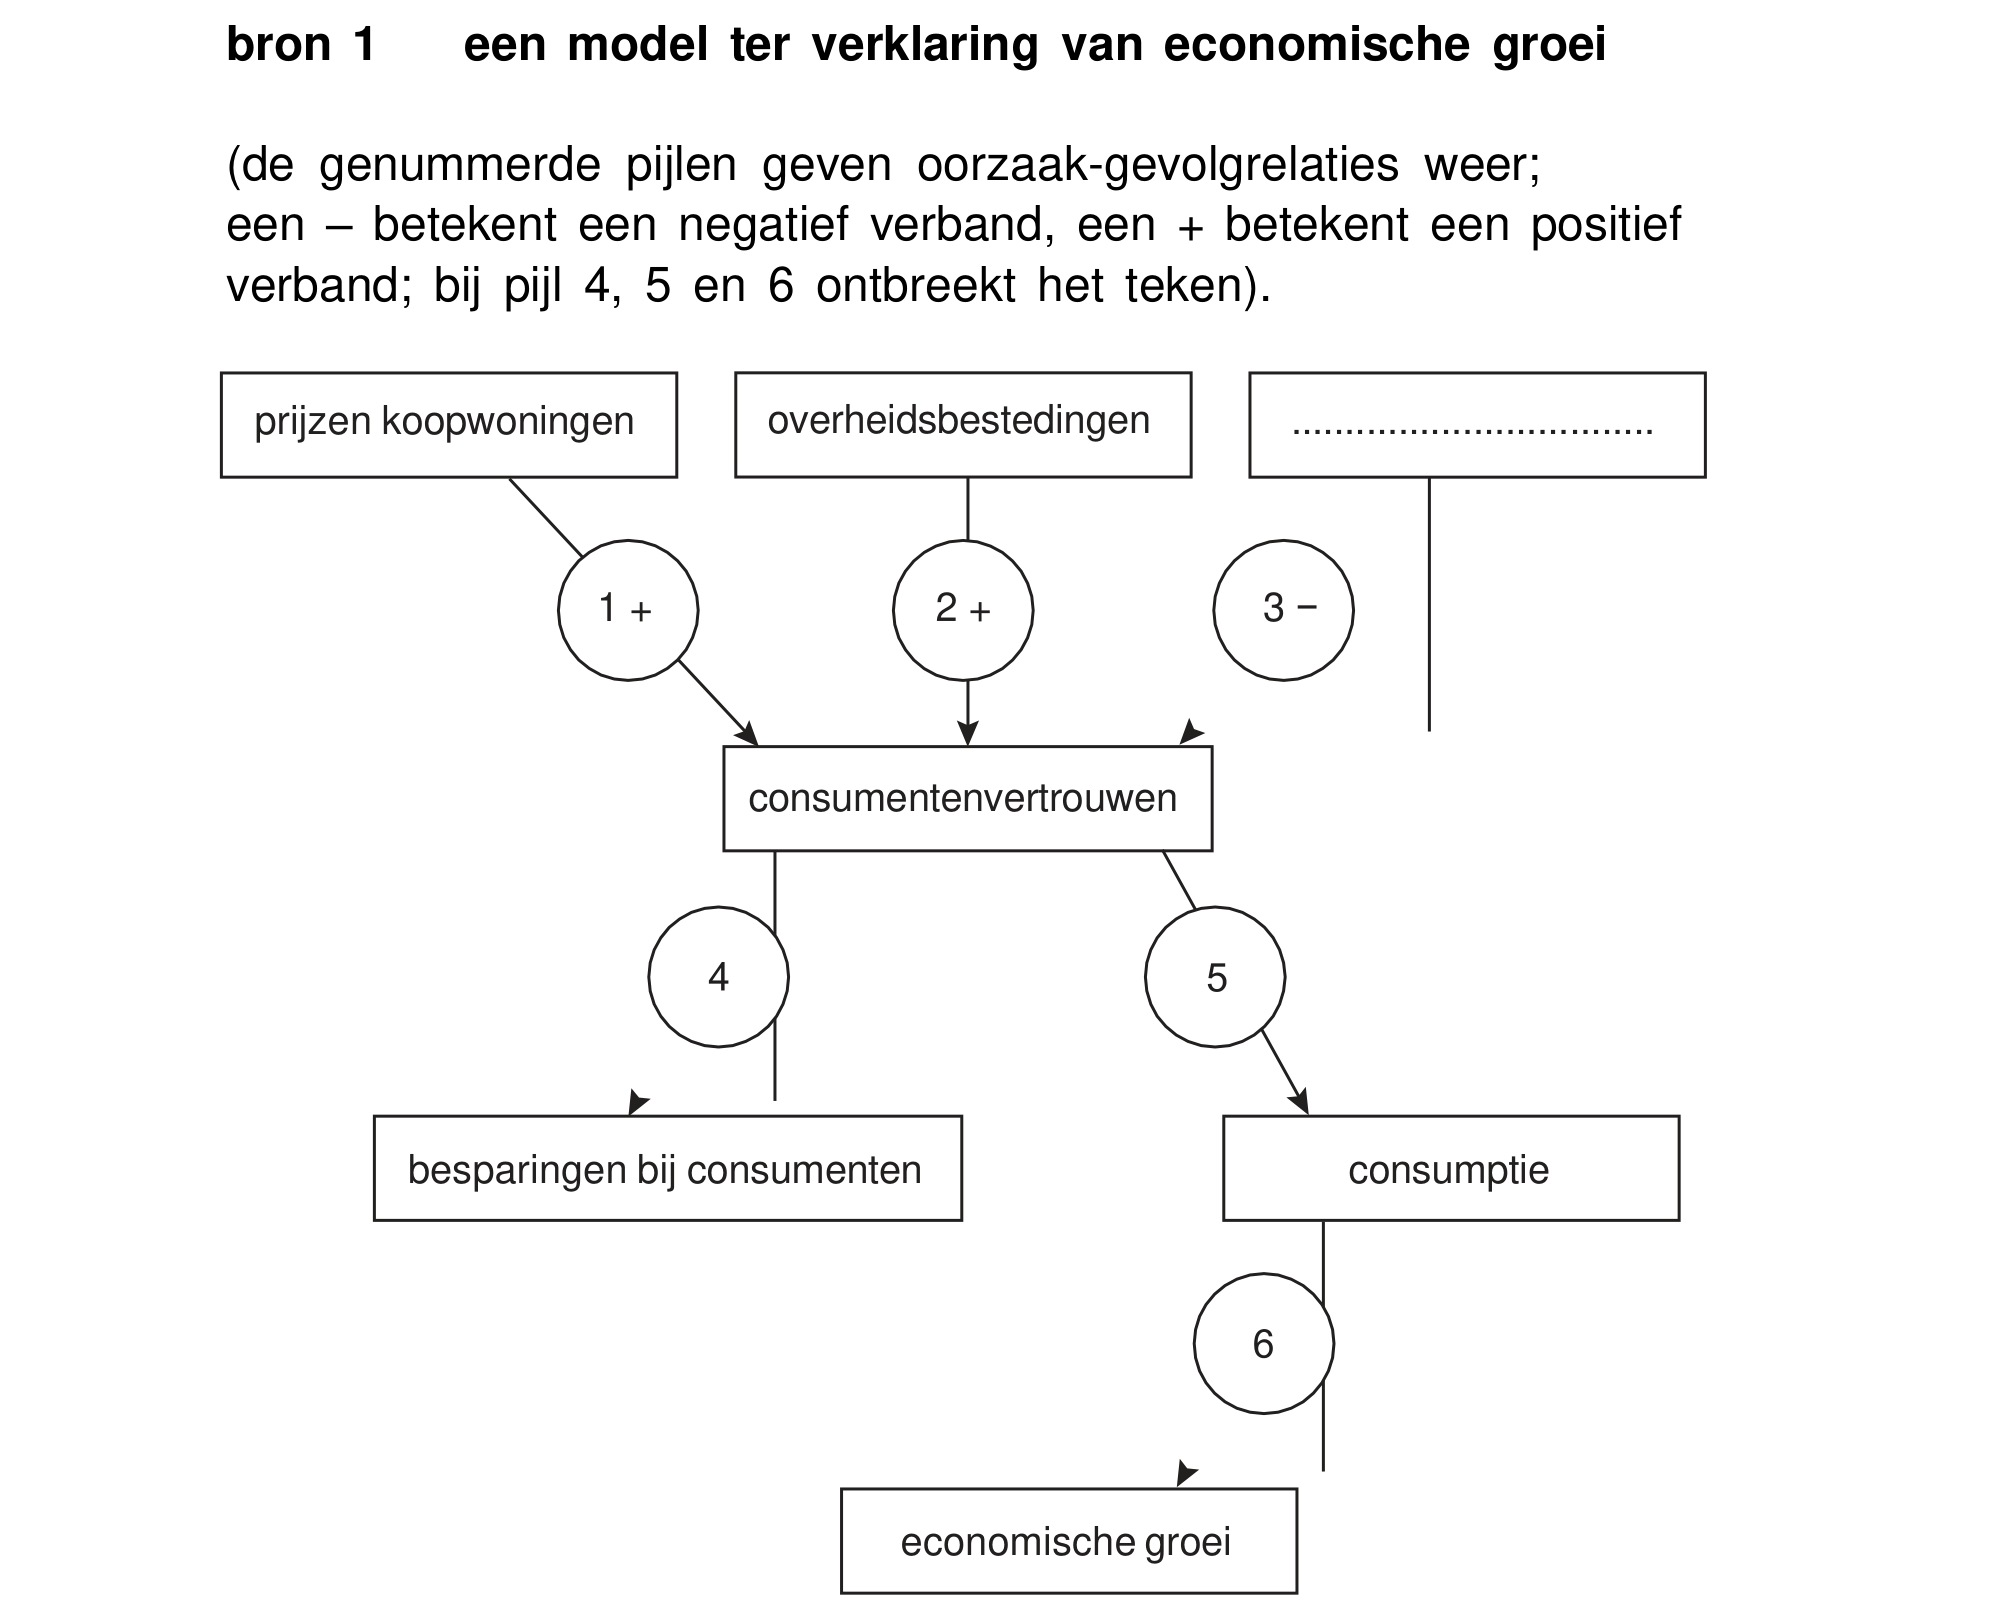 bron 1 een model ter verklaring van economische groei
(de genummerde pijlen geven oorzaak-gevolgrelaties weer;
een – betekent een negatief verband, een + betekent een positief
verband; bij pijl 4, 5 en 6 ontbreekt het teken).
prijzen koopwoningen
overheidsbestedingen
...............................
1 +
2 +
3 −
consumentenvertrouwen
4
5
besparingen bij consumenten
consumptie
6
economische groei